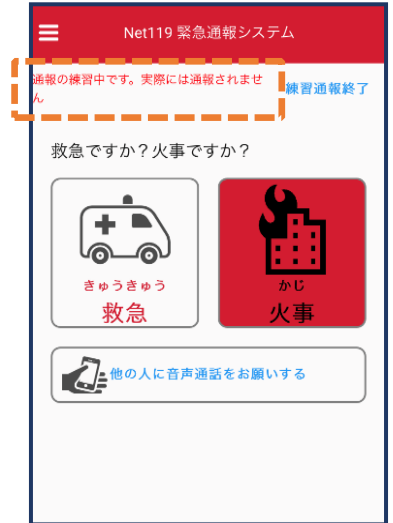 Net119 緊急通報システム
通報の練習中です。実際には通報されませ
ん
練習通報終了
救急ですか？火事ですか？
きゅうきゅう
救急
かじ
火事
他の人に音声通話をお願いする